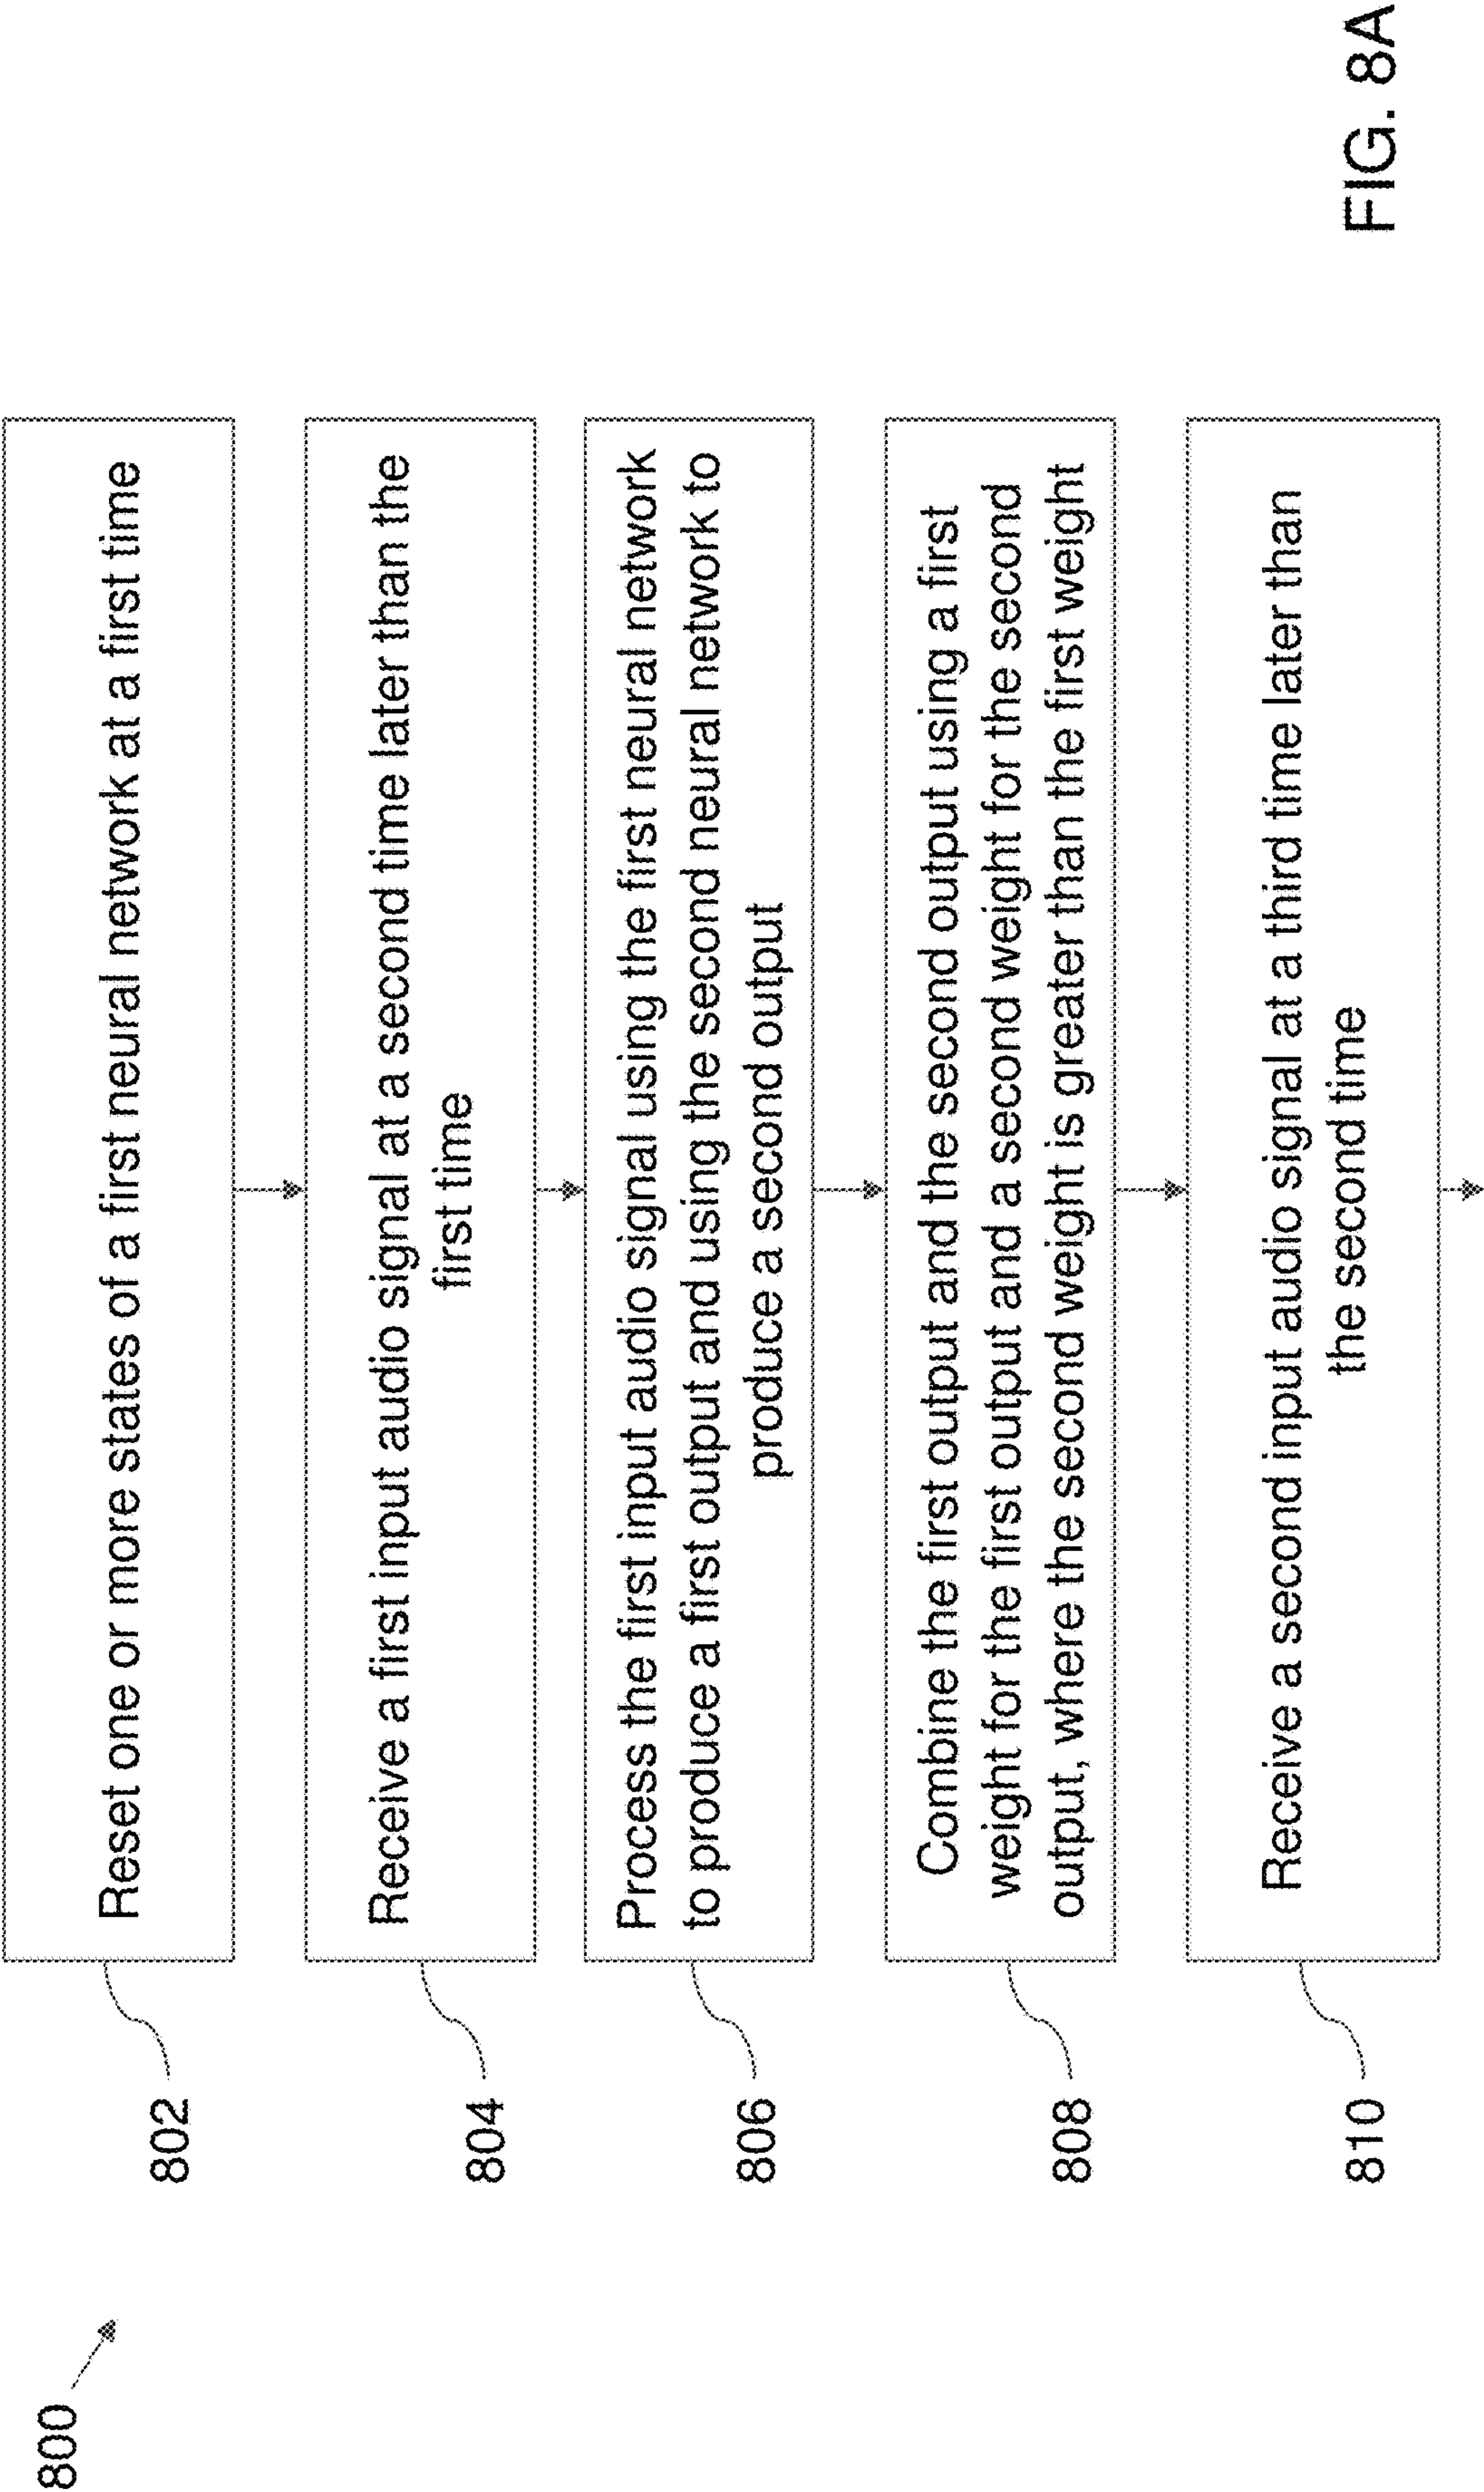 800
802
Reset one or more states of a first neural network at a first time
804
Receive a first input audio signal at a second time later than the
first time
806
Process the first input audio signal using the first neural network
to produce a first output and using the second neural network to
produce a second output
808
Combine the first output and the second output using a first
weight for the first output and a second weight for the second
output, where the second weight is greater than the first weight
810
Receive a second input audio signal at a third time later than
the second time
FIG. 8A